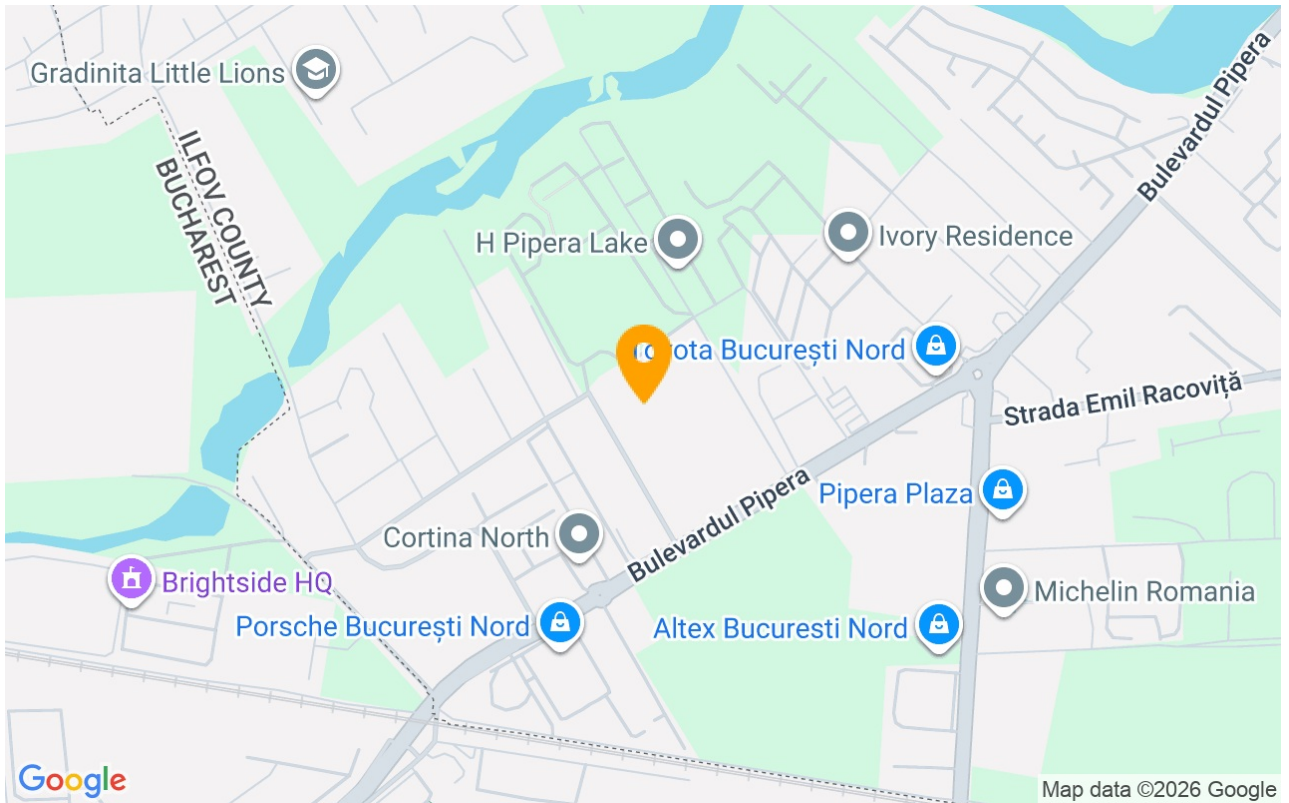 Gradinita Little Lions
Bulevardul Pipera
ILFOV COUNTY
BUCHAREST
H Pipera Lake
Ivory Residence
București Nord
Strada Emil Racoviță
Pipera Plaza
Bulevardul Pipera
Cortina North
Brightside HQ
Michelin Romania
Porsche București Nord
Altex Bucuresti Nord
Google
Map data ©2026 Google